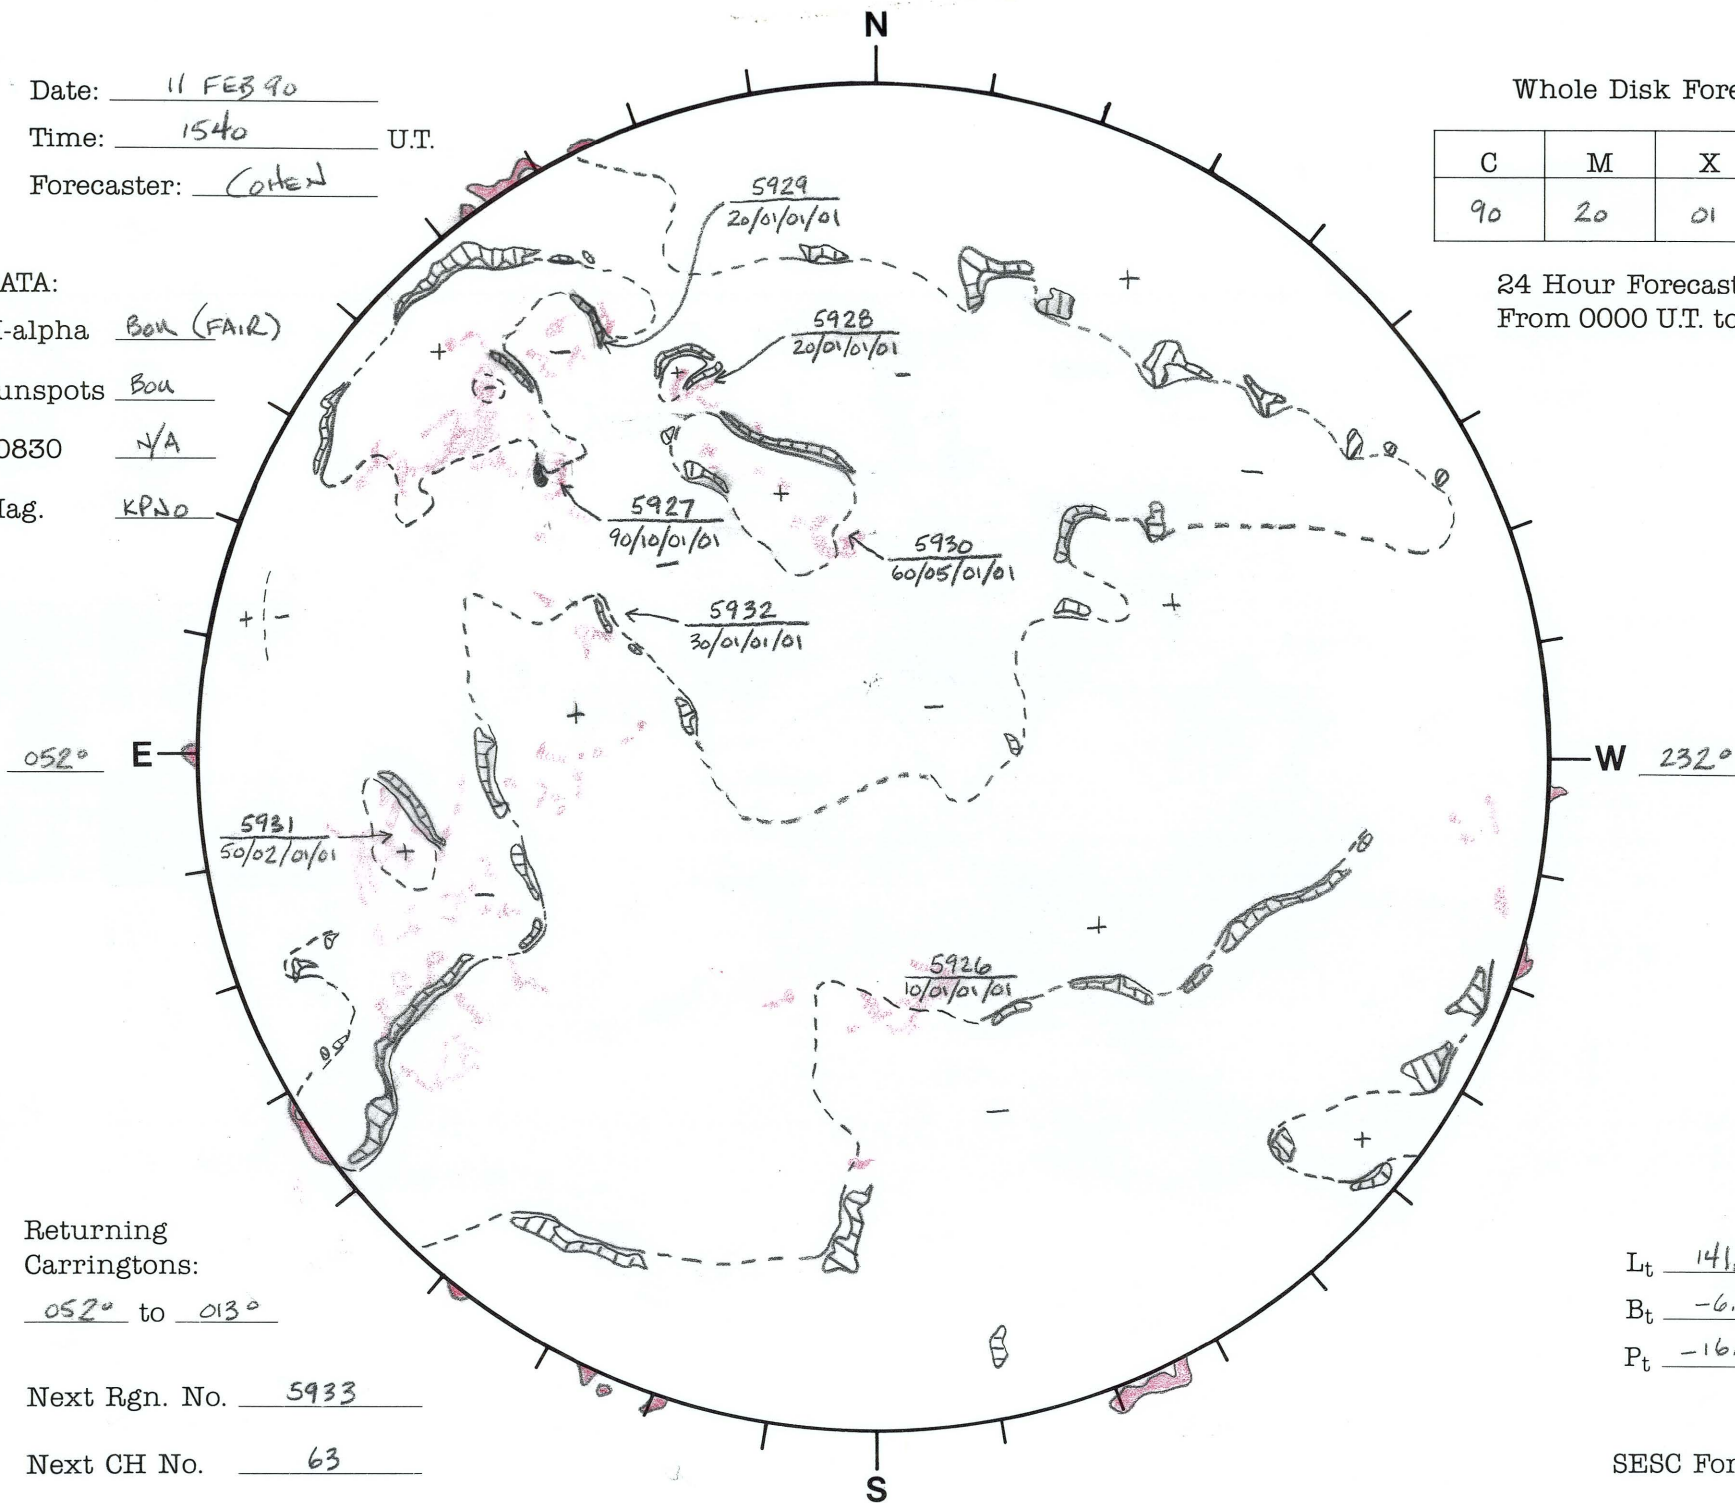 N
Date: 11 FEB 90
Time: 1540 U.T.
Forecaster: COHEN
Whole Disk Fore
C M X
90 20 01
24 Hour Forecast
From 0000 U.T. to
ATA:
I-alpha BOU (FAIR)
unspots BOU
0830 N/A
Mag. KPNO
5929
20/01/01/01
5928
20/01/01/01
+
+
-
+
-
-
-
+
5927
90/10/01/01
-
5930
60/05/01/01
+ -
5932
30/01/01/01
+
+
-
052° E
W 232°
5931
50/02/01/01
+
-
+
5926
10/01/01/01
-
+
Returning
Carringtons:
052° to 013°
Next Rgn. No. 5933
Next CH No. 63
Lt 141.
Bt -6.
Pt -16.
S
SESC For